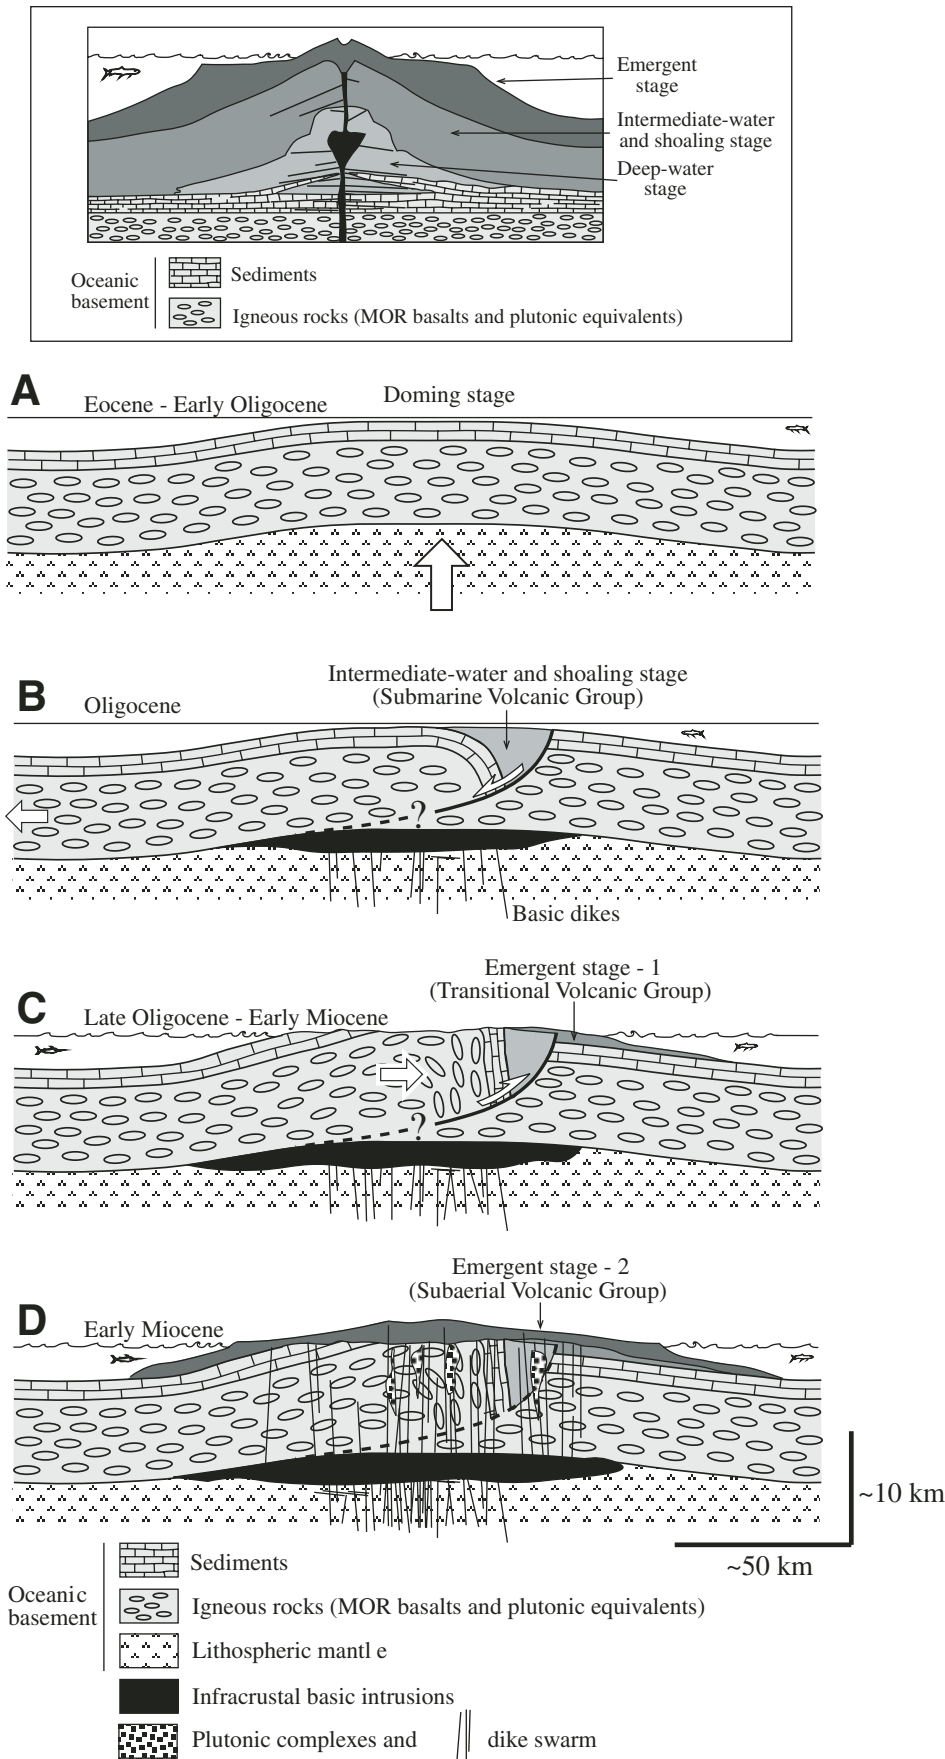 Emergent
stage
Intermediate-water
and shoaling stage
Deep-water
stage
Oceanic
basement
Sediments
Igneous rocks (MOR basalts and plutonic equivalents)
A
Eocene - Early Oligocene
Doming stage
B
Oligocene
Intermediate-water and shoaling stage
(Submarine Volcanic Group)
?
Basic dikes
C
Late Oligocene - Early Miocene
Emergent stage - 1
(Transitional Volcanic Group)
?
D
Early Miocene
Emergent stage - 2
(Subaerial Volcanic Group)
~10 km
~50 km
Oceanic
basement
Sediments
Igneous rocks (MOR basalts and plutonic equivalents)
Lithospheric mantl e
Infracrustal basic intrusions
Plutonic complexes and dike swarm